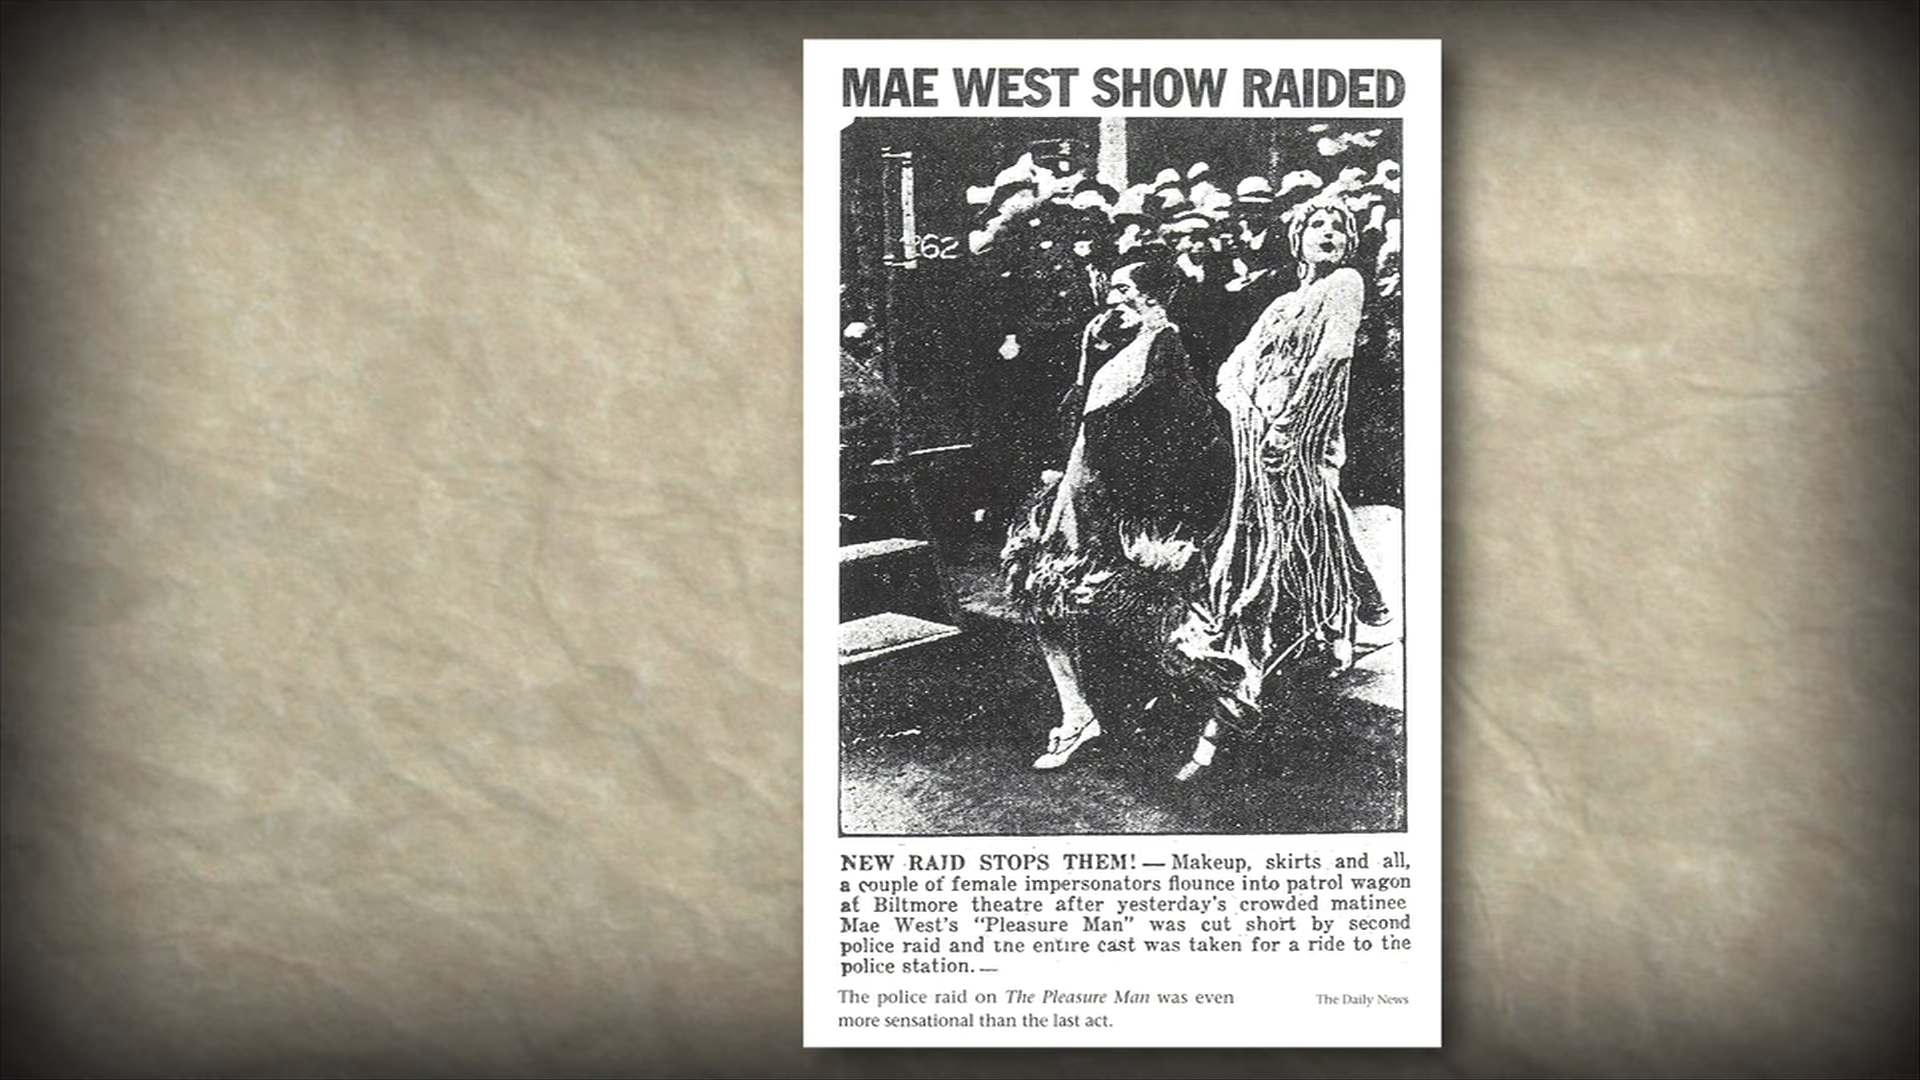 MAE WEST SHOW RAIDED
262
NEW RAID STOPS THEM! — Makeup, skirts and all,
a couple of female impersonators flounce into patrol wagon
at Biltmore theatre after yesterday's crowded matinee
Mae West's "Pleasure Man" was cut short by second
police raid and the entire cast was taken for a ride to the
police station. —
The police raid on The Pleasure Man was even
more sensational than the last act.
The Daily News